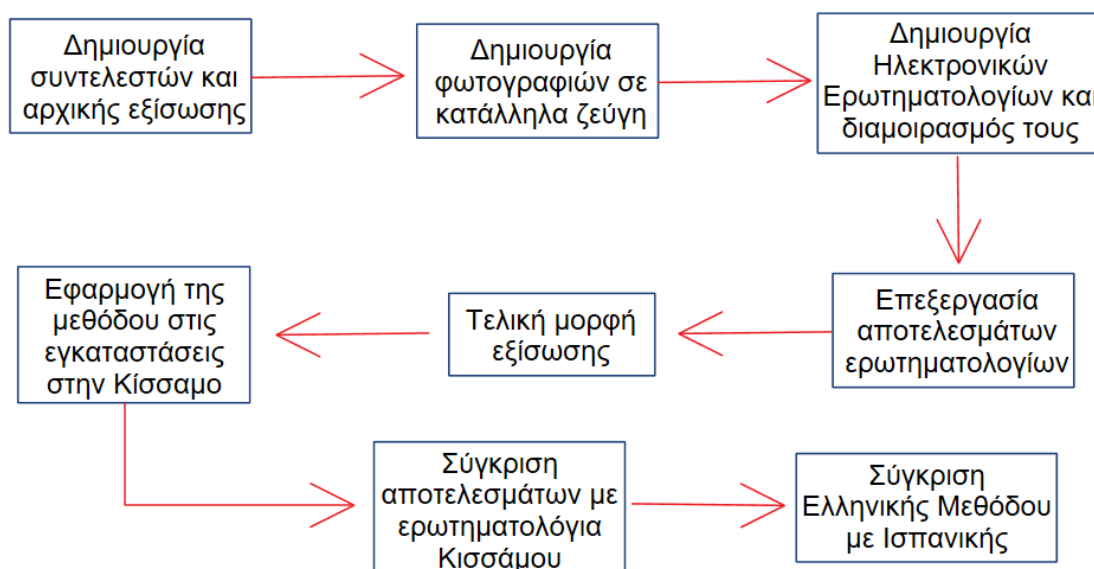 Δημιουργία
συντελεστών και
αρχικής εξίσωσης
Δημιουργία
φωτογραφιών σε
κατάλληλα ζεύγη
Δημιουργία
Ηλεκτρονικών
Ερωτηματολογίων και
διαμοιρασμός τους
Επεξεργασία
αποτελεσμάτων
ερωτηματολογίων
Τελική μορφή
εξίσωσης
Εφαρμογή της
μεθόδου στις
εγκαταστάσεις
στην Κίσσαμο
Σύγκριση
αποτελεσμάτων με
ερωτηματολόγια
Κισσάμου
Σύγκριση
Ελληνικής Μεθόδου
με Ισπανικής